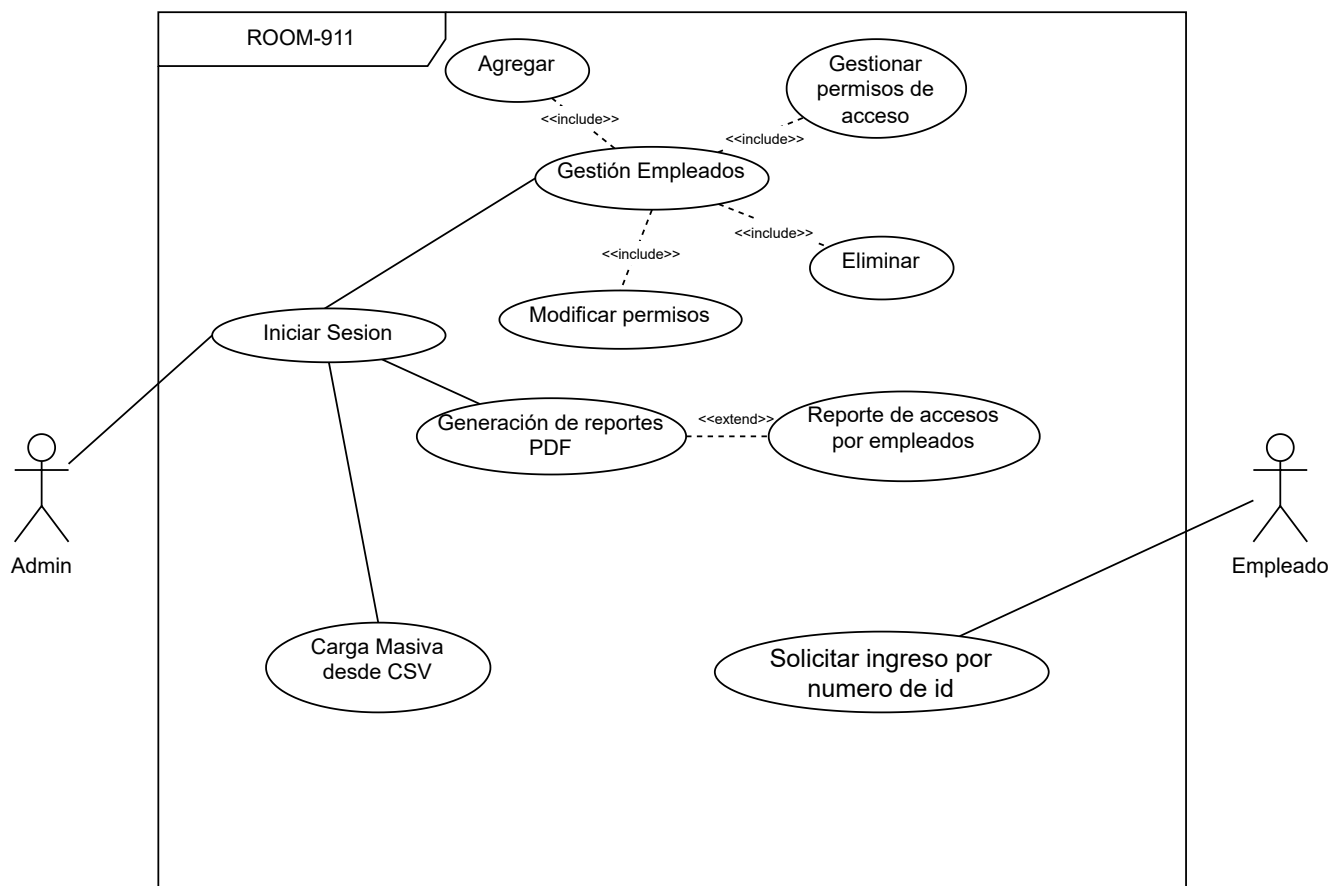 ROOM-911
Agregar
Gestionar
permisos de
acceso
<<include>>
<<include>>
Gestión Empleados
<<include>>
<<include>>
Eliminar
Modificar permisos
Iniciar Sesion
Generación de reportes
PDF
<<extend>>
Reporte de accesos
por empleados
Admin
Empleado
Carga Masiva
desde CSV
Solicitar ingreso por
numero de id